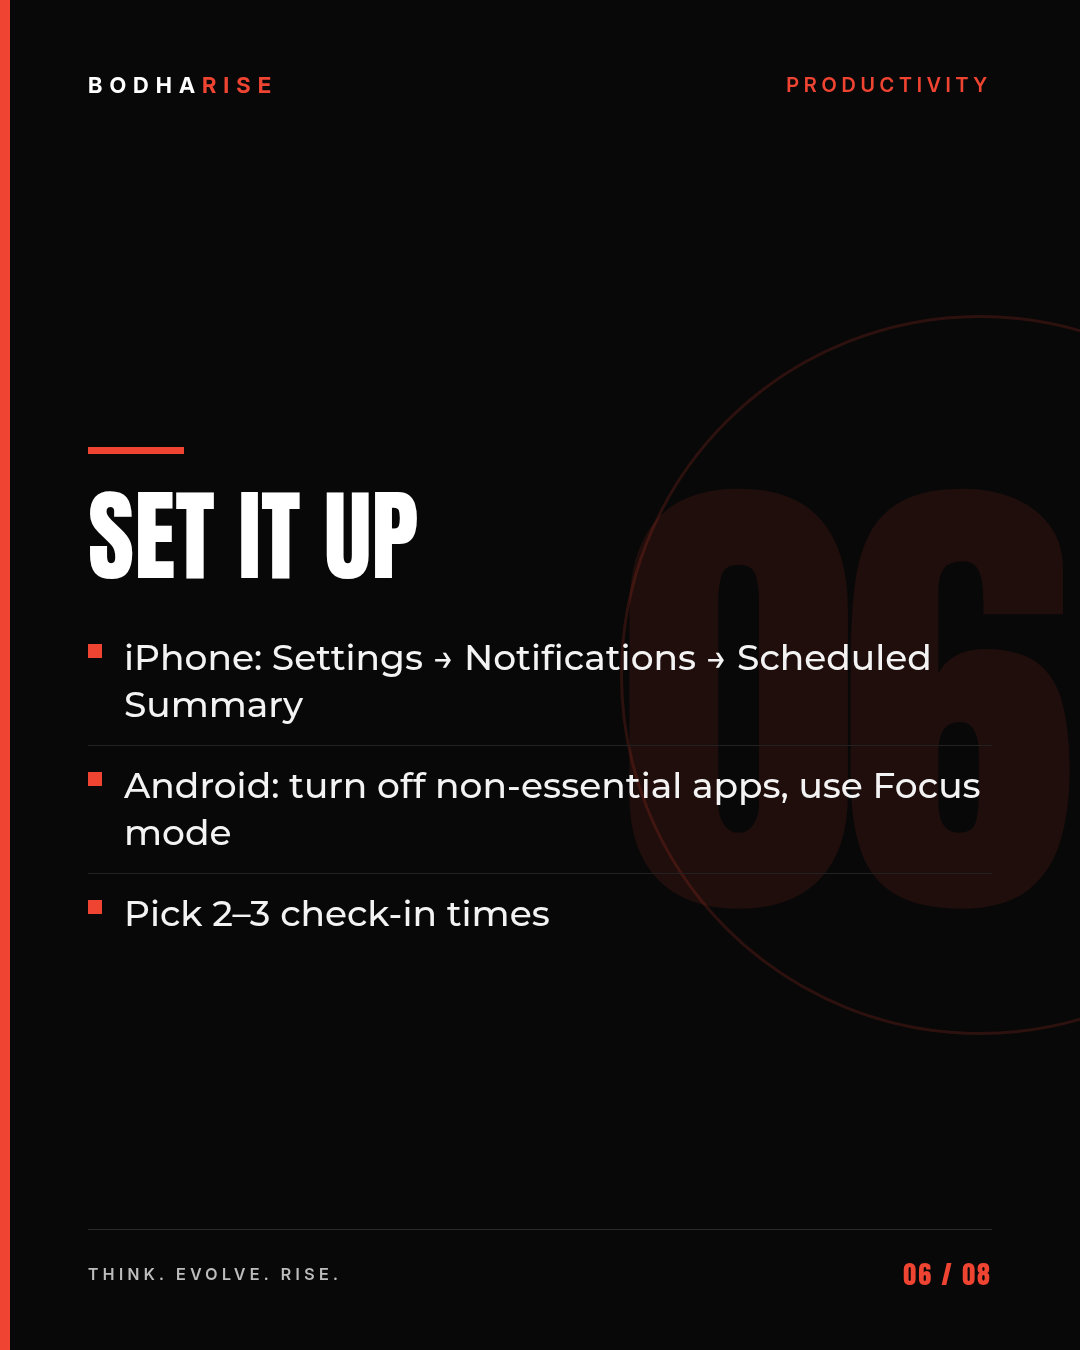 BODHARISE
PRODUCTIVITY
SET IT UP
06
iPhone: Settings → Notifications → Scheduled
Summary
Android: turn off non-essential apps, use Focus
mode
Pick 2–3 check-in times
THINK. EVOLVE. RISE.
06 / 08